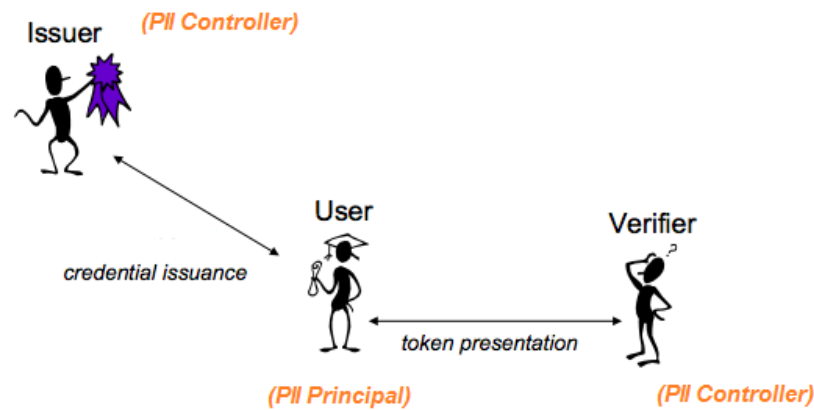 (PII Controller)
Issuer
User
Verifier
?
credential issuance
token presentation
(PII Principal)
(PII Controller)